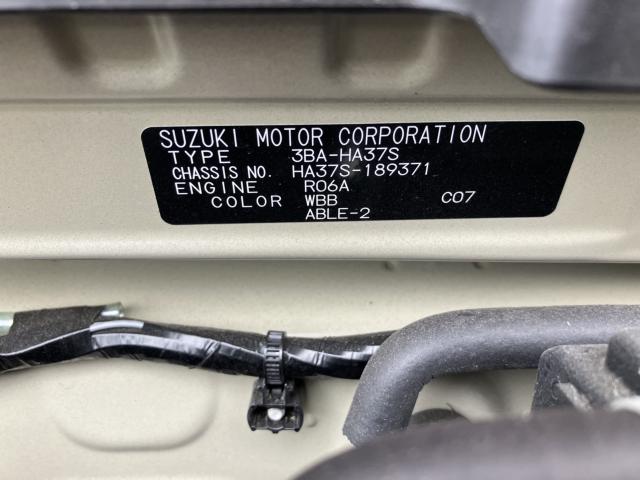 SUZUKI MOTOR CORPORATION
TYPE 3BA-HA37S
CHASSIS NO. HA37S-189371
ENGINE R06A
COLOR WBB C07
ABLE-2